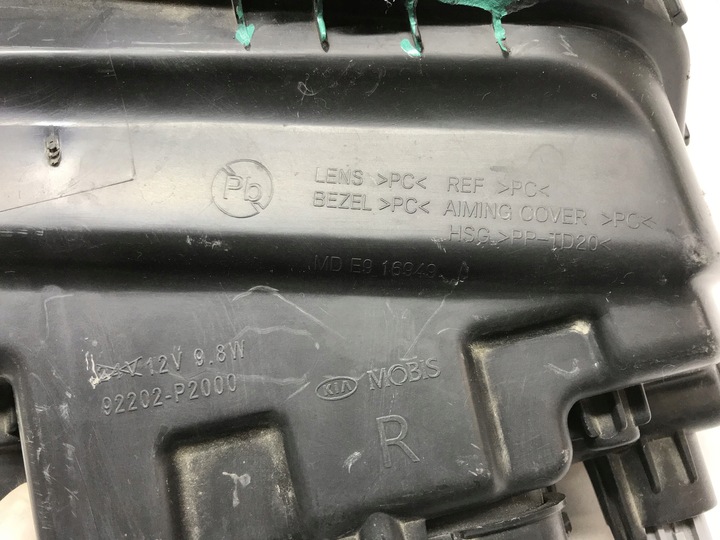 Pb
LENS >PC< REF >PC<
BEZEL >PC< AIMING COVER >PC<
HSG >PP-TD20<
MD E9 16949
12V 9.8W
92202-P2000
KIA MOBIS
R